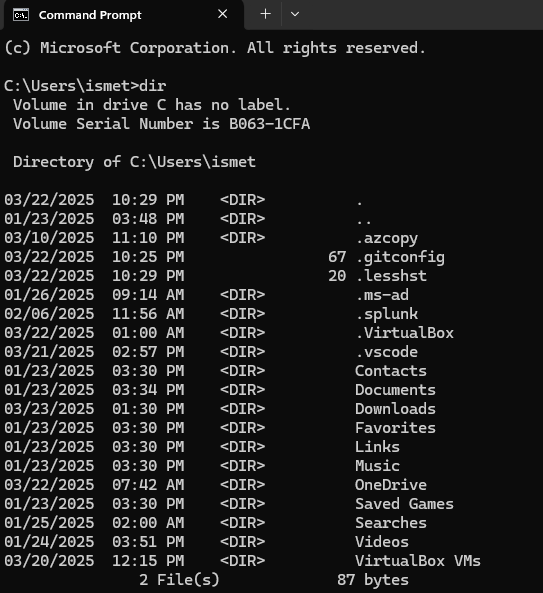 Command Prompt
(c) Microsoft Corporation. All rights reserved.
C:\Users\ismet>dir
 Volume in drive C has no label.
 Volume Serial Number is B063-1CFA
 Directory of C:\Users\ismet
03/22/2025  10:29 PM    <DIR>          .
01/23/2025  03:48 PM    <DIR>          ..
03/10/2025  11:10 PM    <DIR>          .azcopy
03/22/2025  10:25 PM                67 .gitconfig
03/22/2025  10:29 PM                20 .lesshst
01/26/2025  09:14 AM    <DIR>          .ms-ad
02/06/2025  11:56 AM    <DIR>          .splunk
03/22/2025  01:00 AM    <DIR>          .VirtualBox
03/21/2025  02:57 PM    <DIR>          .vscode
01/23/2025  03:30 PM    <DIR>          Contacts
01/23/2025  03:34 PM    <DIR>          Documents
03/23/2025  01:30 PM    <DIR>          Downloads
01/23/2025  03:30 PM    <DIR>          Favorites
01/23/2025  03:30 PM    <DIR>          Links
01/23/2025  03:30 PM    <DIR>          Music
03/22/2025  07:42 AM    <DIR>          OneDrive
01/23/2025  03:30 PM    <DIR>          Saved Games
01/25/2025  02:00 AM    <DIR>          Searches
01/24/2025  03:51 PM    <DIR>          Videos
03/20/2025  12:15 PM    <DIR>          VirtualBox VMs
               2 File(s)             87 bytes